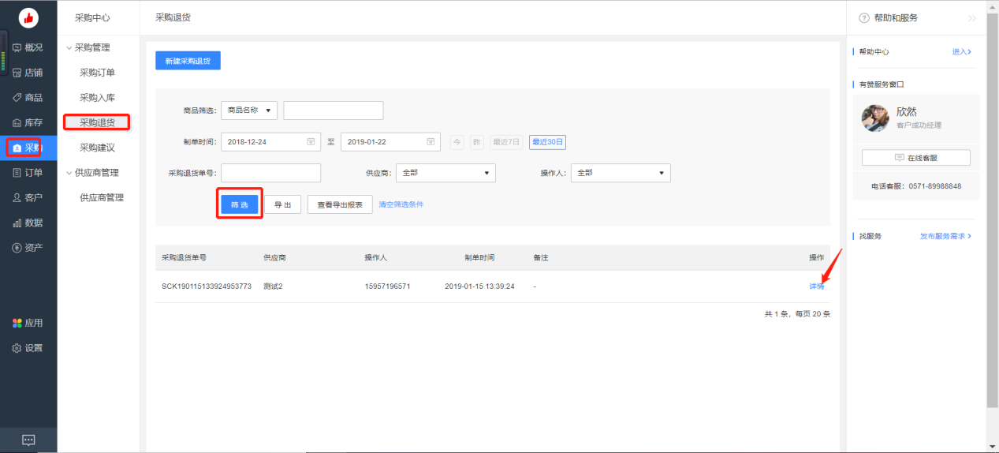 采购中心
采购退货
帮助和服务
概况
店铺
商品
库存
采购
订单
客户
数据
资产
应用
设置
采购管理
采购订单
采购入库
采购退货
采购建议
供应商管理
供应商管理
新建采购退货
商品筛选: 商品名称
制单时间: 2018-12-24 至 2019-01-22 今 昨 最近7日 最近30日
采购退货单号: 供应商: 全部 操作人: 全部
筛选 导出 查看导出报表 清空筛选条件
采购退货单号 供应商 操作人 制单时间 备注 操作
SCK190115133924953773 测试2 15957196571 2019-01-15 13:39:24 - 详情
共 1 条, 每页 20 条
帮助中心 进入
有赞服务窗口
欣然
客户成功经理
在线客服
电话客服: 0571-89988848
找服务 发布服务需求